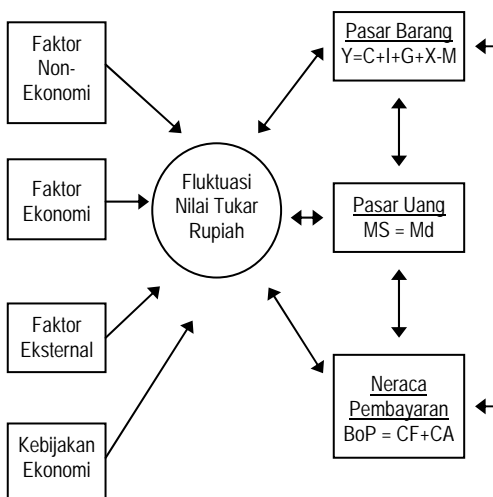 Faktor
Non-
Ekonomi
Faktor
Ekonomi
Faktor
Eksternal
Kebijakan
Ekonomi
Fluktuasi
Nilai Tukar
Rupiah
Pasar Barang
Y=C+I+G+X-M
Pasar Uang
MS = Md
Neraca
Pembayaran
BoP = CF+CA